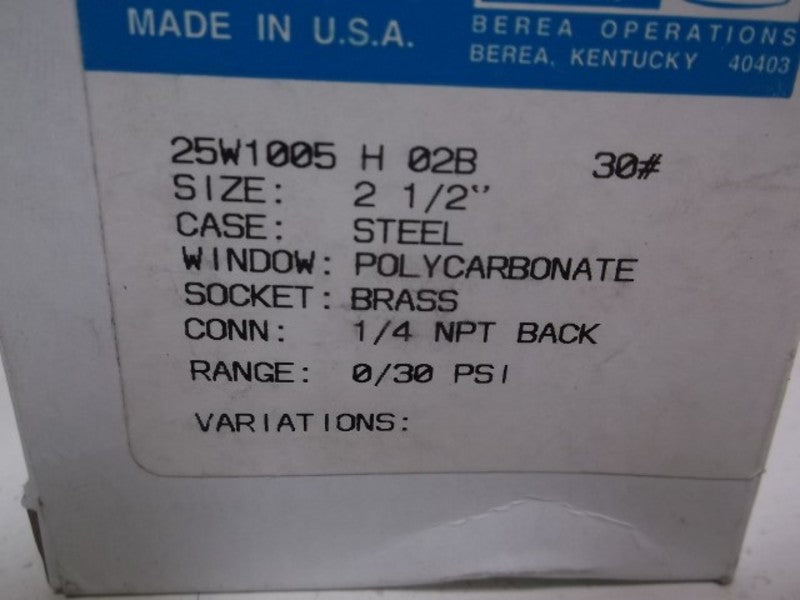 MADE IN U.S.A.
BEREA OPERATIONS
BEREA, KENTUCKY 40403
25W1005 H 02B 30#
SIZE: 2 1/2"
CASE: STEEL
WINDOW: POLYCARBONATE
SOCKET: BRASS
CONN: 1/4 NPT BACK
RANGE: 0/30 PSI
VARIATIONS: